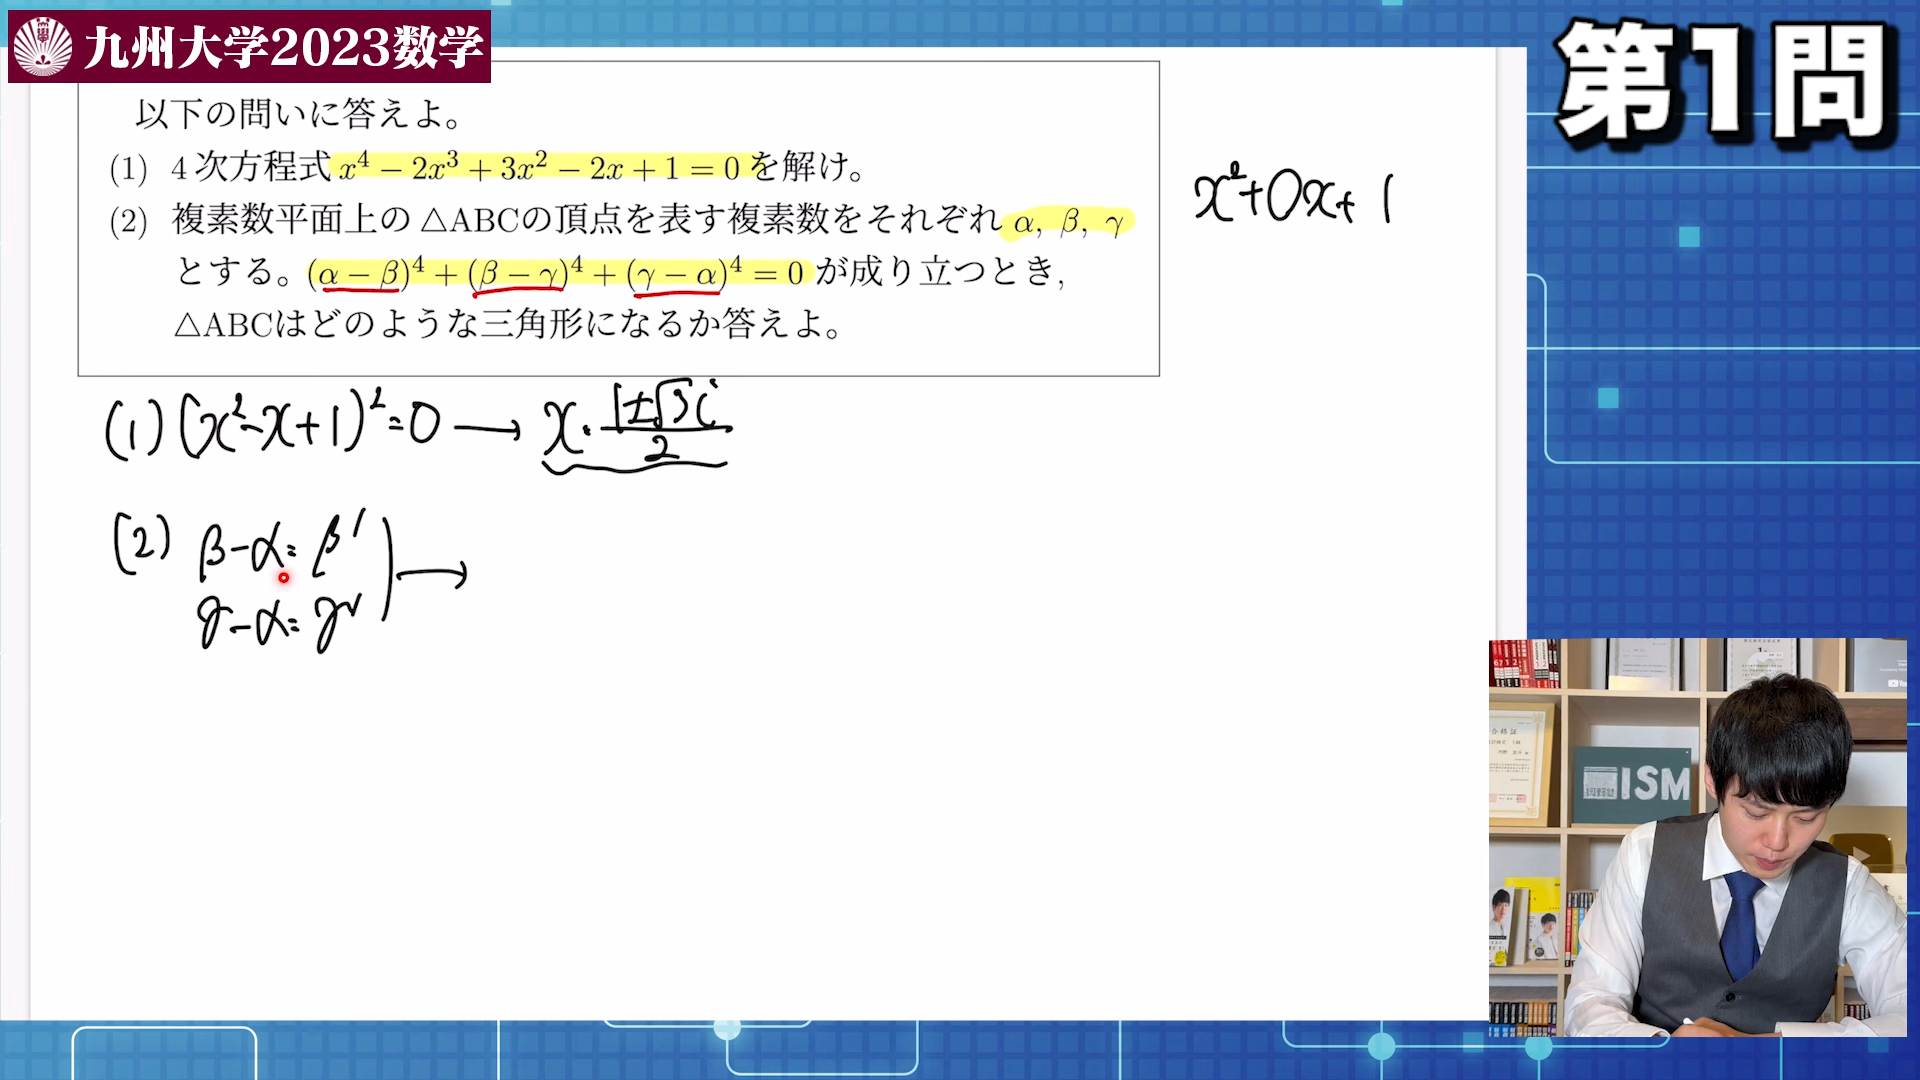 九州大学2023数学
第1問
以下の問いに答えよ。
(1) 4次方程式 x⁴ − 2x³ + 3x² − 2x + 1 = 0 を解け。
(2) 複素数平面上の △ABCの頂点を表す複素数をそれぞれ α, β, γ
とする。(α − β)⁴ + (β − γ)⁴ + (γ − α)⁴ = 0 が成り立つとき,
△ABCはどのような三角形になるか答えよ。
x²+0x+1
(1) (x²-x+1)²=0 → x = (1±√3i)/2
(2) β-α=β′
γ-α=γ′
→
ISM
合格証